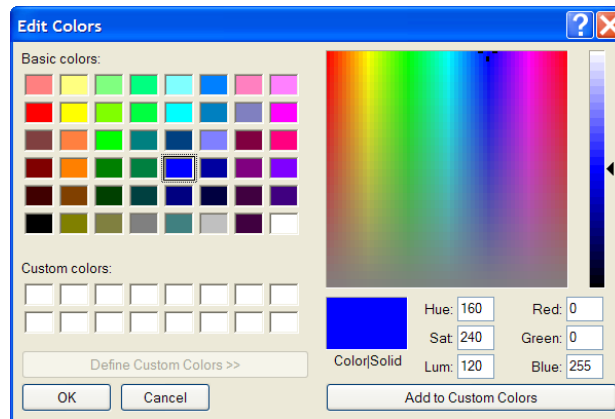 Edit Colors
?
Basic colors:
Custom colors:
Define Custom Colors >>
OK
Cancel
Color|Solid
Hue: 160
Sat: 240
Lum: 120
Red: 0
Green: 0
Blue: 255
Add to Custom Colors